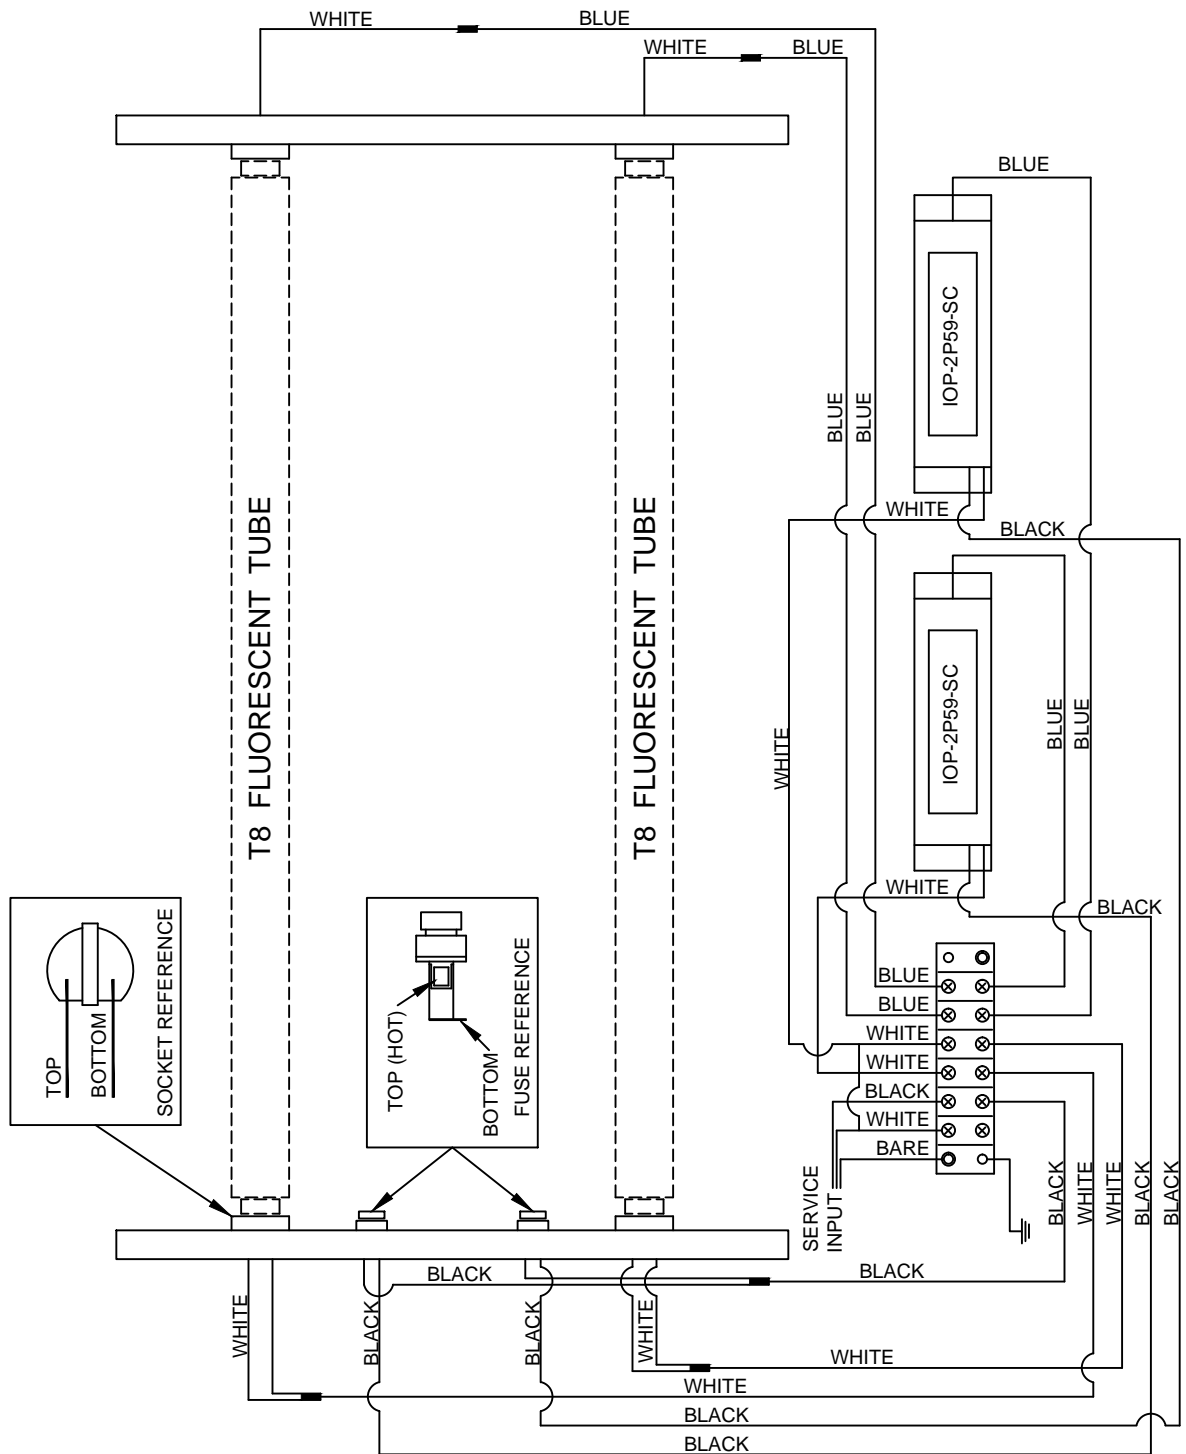 WHITE
BLUE
WHITE
BLUE
BLUE
IOP-2P59-SC
BLUE
BLUE
WHITE
BLACK
T8 FLUORESCENT TUBE
T8 FLUORESCENT TUBE
IOP-2P59-SC
BLUE
BLUE
WHITE
WHITE
BLACK
TOP
BOTTOM
SOCKET REFERENCE
TOP (HOT)
BOTTOM
FUSE REFERENCE
BLUE
BLUE
WHITE
WHITE
BLACK
WHITE
BARE
SERVICE
INPUT
BLACK
WHITE
WHITE
BLACK
BLACK
BLACK
BLACK
WHITE
BLACK
BLACK
WHITE
WHITE
WHITE
BLACK
BLACK